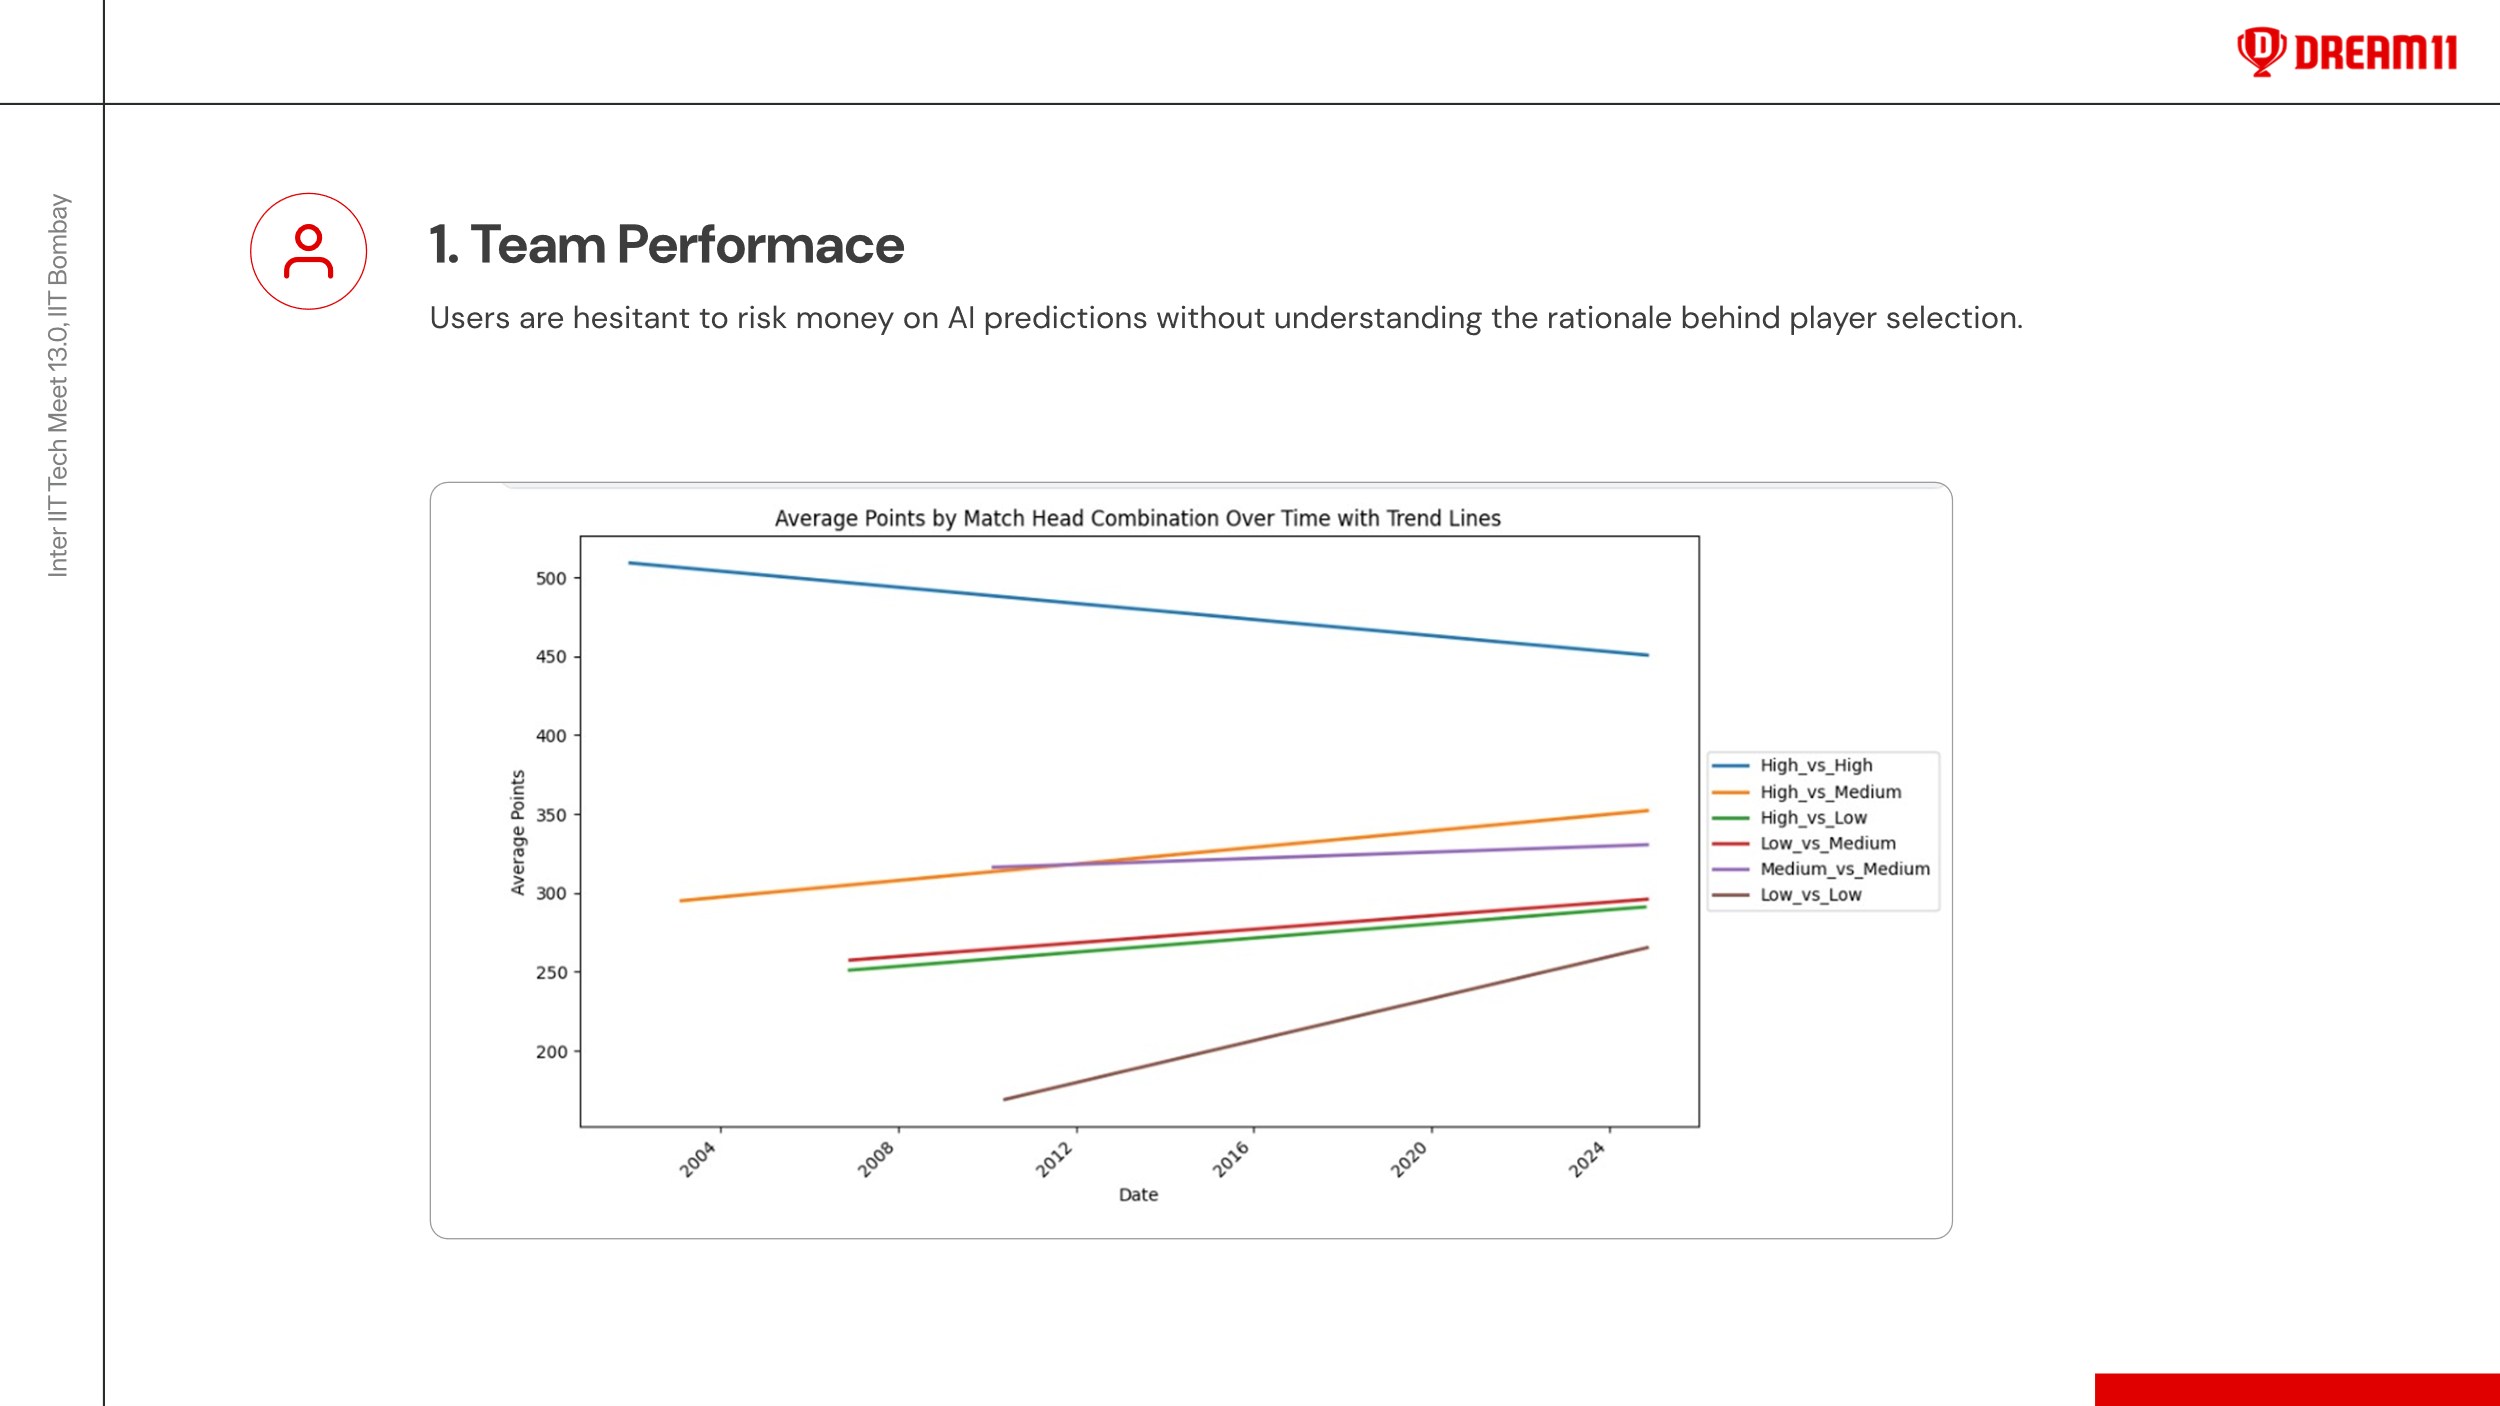 DREAM11
Inter IIT Tech Meet 13.0, IIT Bombay
1. Team Performace
Users are hesitant to risk money on AI predictions without understanding the rationale behind player selection.
Average Points by Match Head Combination Over Time with Trend Lines
Average Points
500
450
400
350
300
250
200
2004
2008
2012
2016
2020
2024
Date
High_vs_High
High_vs_Medium
High_vs_Low
Low_vs_Medium
Medium_vs_Medium
Low_vs_Low